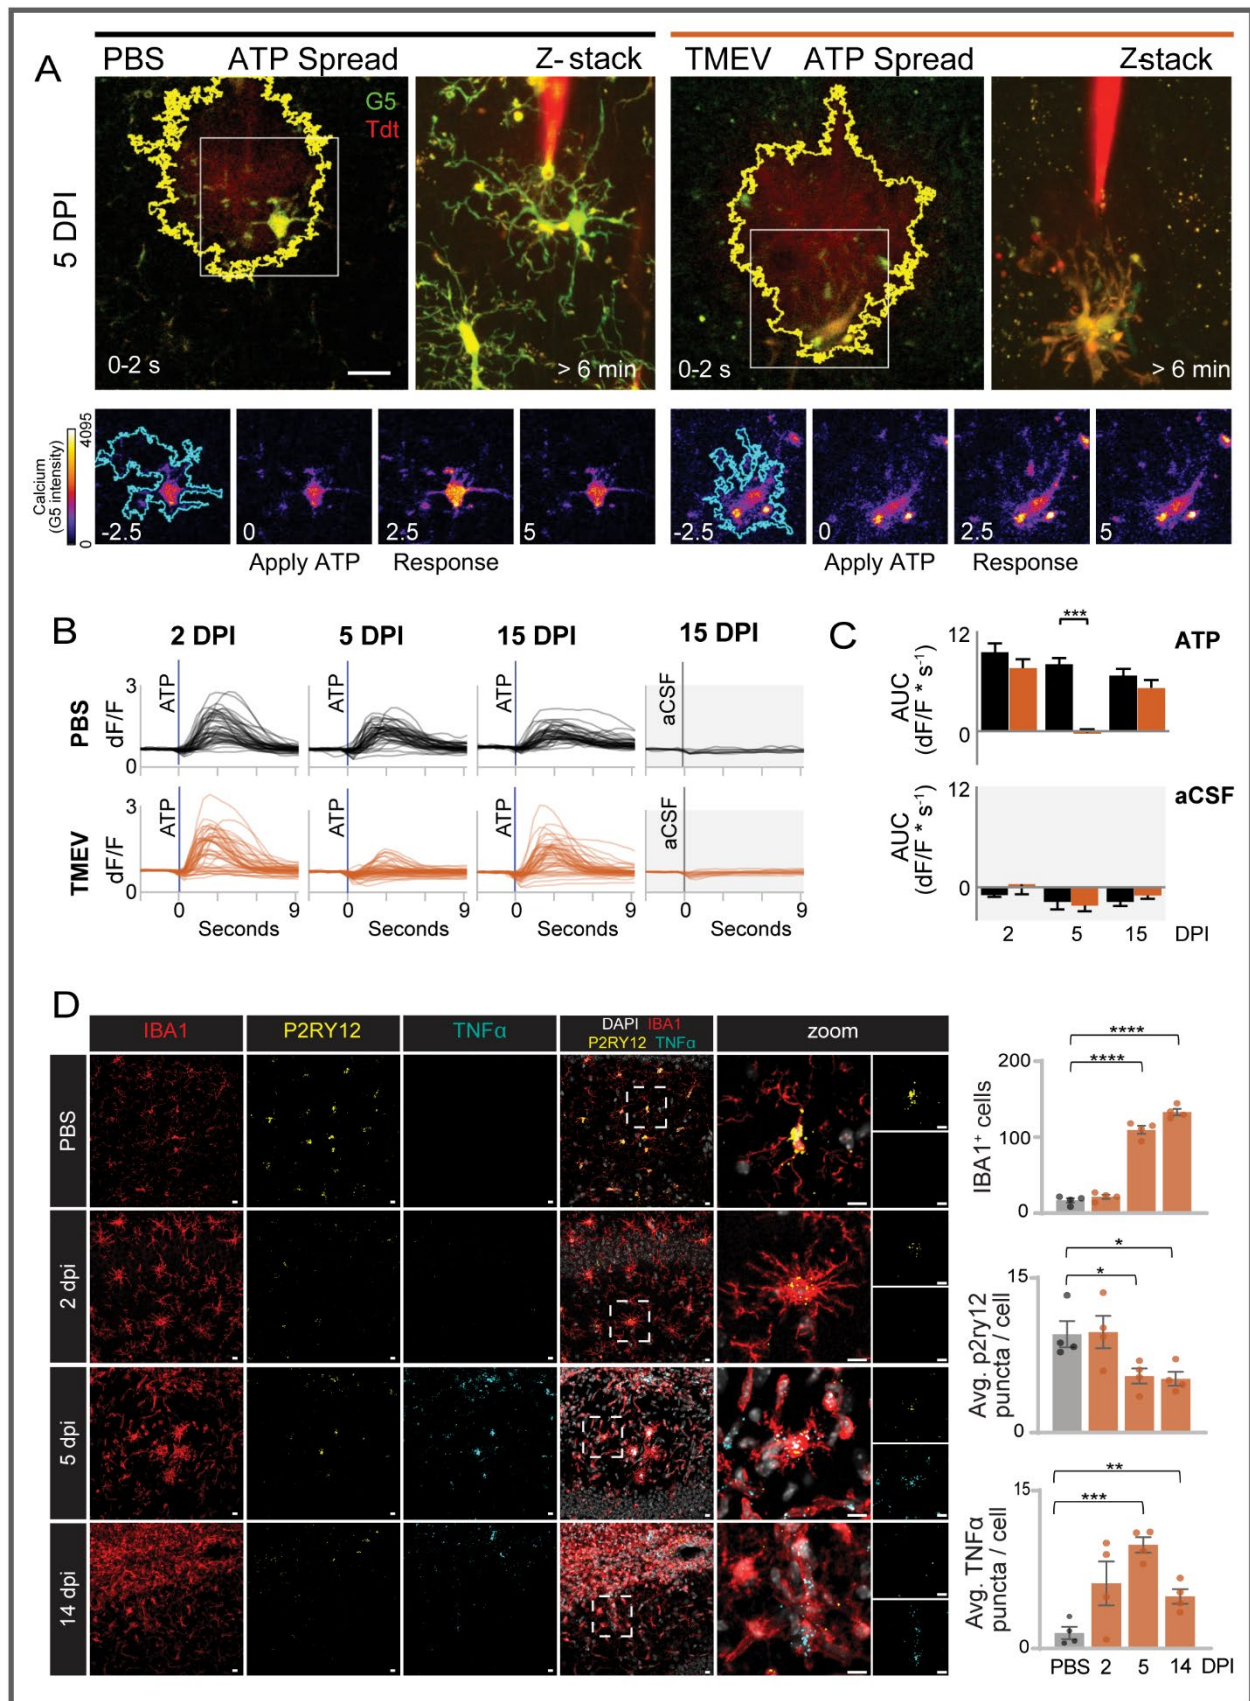 A
PBS ATP Spread Z- stack TMEV ATP Spread Zstack
G5
Tdt
5 DPI
0-2 s > 6 min 0-2 s > 6 min
Calcium
(G5 intensity)
0 4095
-2.5 0 2.5 5 -2.5 0 2.5 5
Apply ATP Response Apply ATP Response
B
2 DPI 5 DPI 15 DPI 15 DPI
PBS
dF/F
3
0
ATP ATP ATP aCSF
TMEV
dF/F
3
0
ATP ATP ATP aCSF
0 9 0 9 0 9 0 9
Seconds Seconds Seconds Seconds
C
***
12
0
AUC
(dF/F * s⁻¹)
ATP
12
0
AUC
(dF/F * s⁻¹)
aCSF
2 5 15 DPI
D
IBA1 P2RY12 TNFα DAPI IBA1 zoom
P2RY12 TNFα
PBS
2 dpi
5 dpi
14 dpi
****
****
200
100
0
IBA1⁺ cells
*
*
15
0
Avg. p2ry12
puncta / cell
**
***
15
0
Avg. TNFα
puncta / cell
PBS 2 5 14 DPI